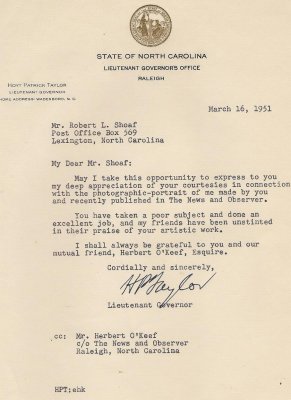 STATE OF NORTH CAROLINA
LIEUTENANT GOVERNOR'S OFFICE
RALEIGH
HOYT PATRICK TAYLOR
LIEUTENANT GOVERNOR
HOME ADDRESS: WADESBORO, N. C.
March 16, 1951
Mr. Robert L. Shoaf
Post Office Box 569
Lexington, North Carolina
My Dear Mr. Shoaf:
May I take this opportunity to express to you
my deep appreciation of your courtesies in connection
with the photographic-portrait of me made by you
and recently published in The News and Observer.
You have taken a poor subject and done an
excellent job, and my friends have been unstinted
in their praise of your artistic work.
I shall always be grateful to you and our
mutual friend, Herbert O'Keef, Esquire.
Cordially and sincerely,
HPTaylor
Lieutenant Governor
cc: Mr. Herbert O'Keef
c/o The News and Observer
Raleigh, North Carolina
HPT;ehk